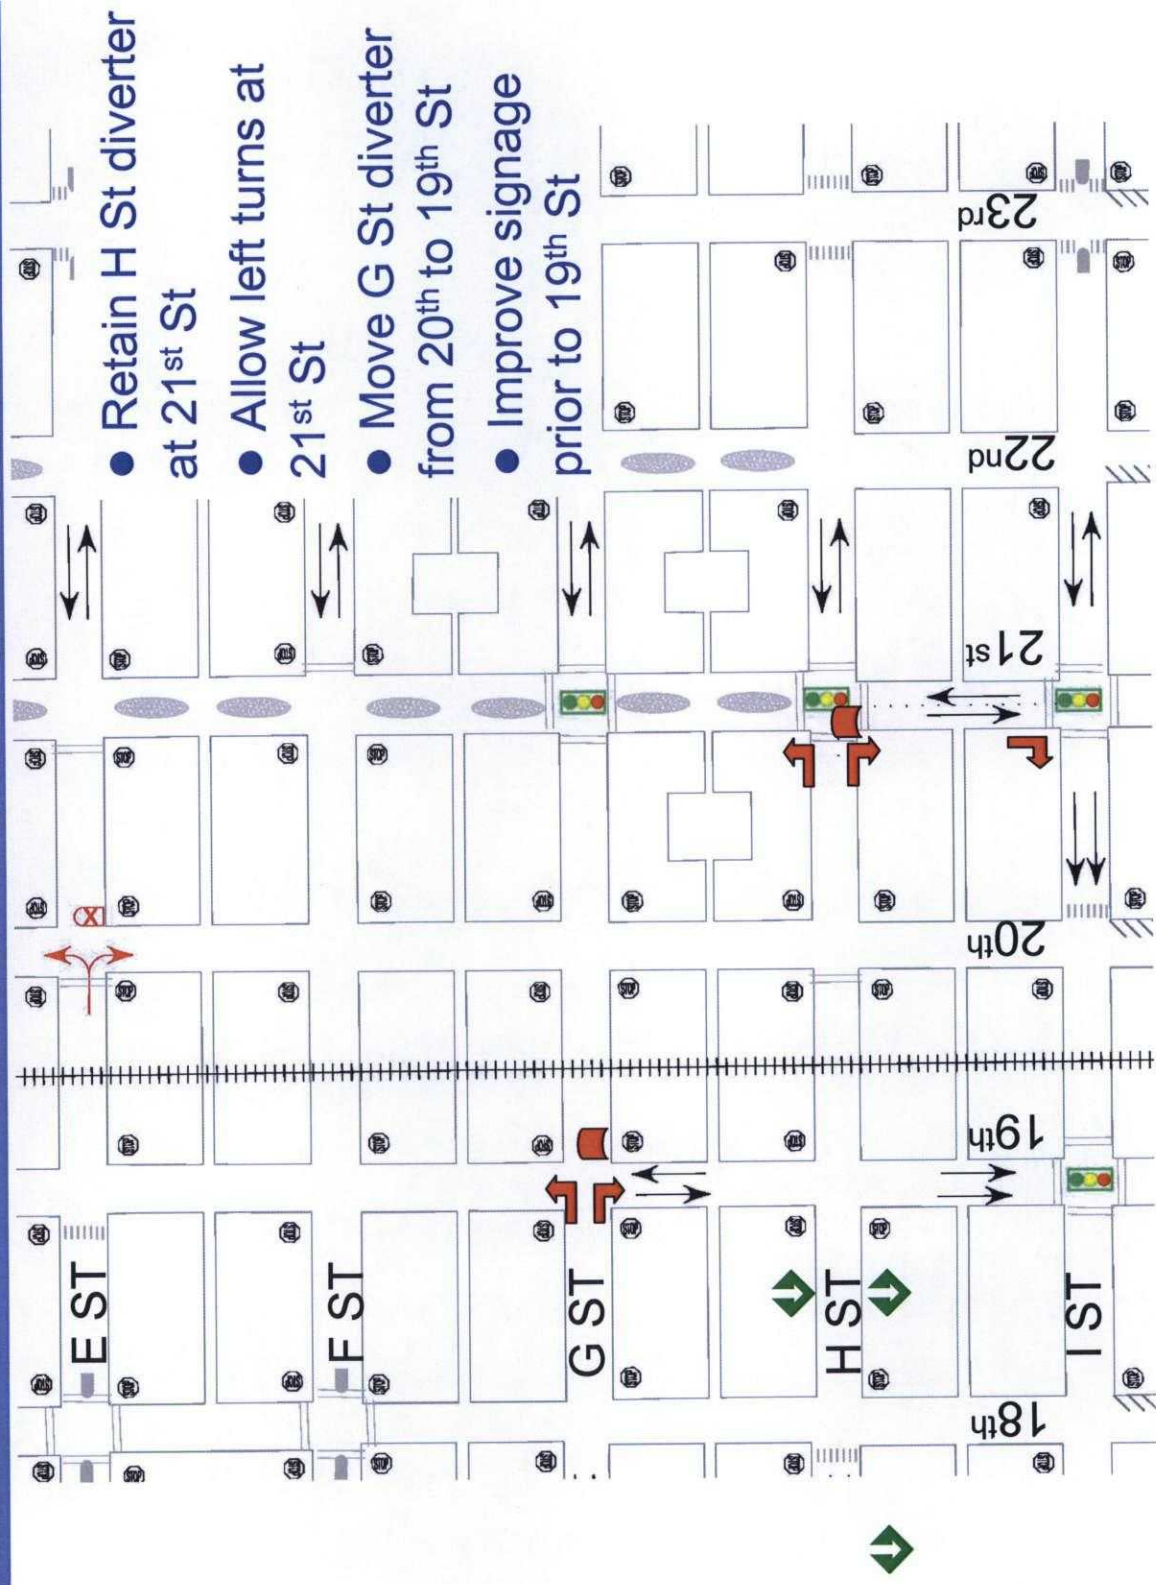 ● Retain H St diverter
at 21st St
● Allow left turns at
21st St
● Move G St diverter
from 20th to 19th St
● Improve signage
prior to 19th St
E ST
F ST
G ST
H ST
I ST
18th
19th
20th
21st
22nd
23rd
X